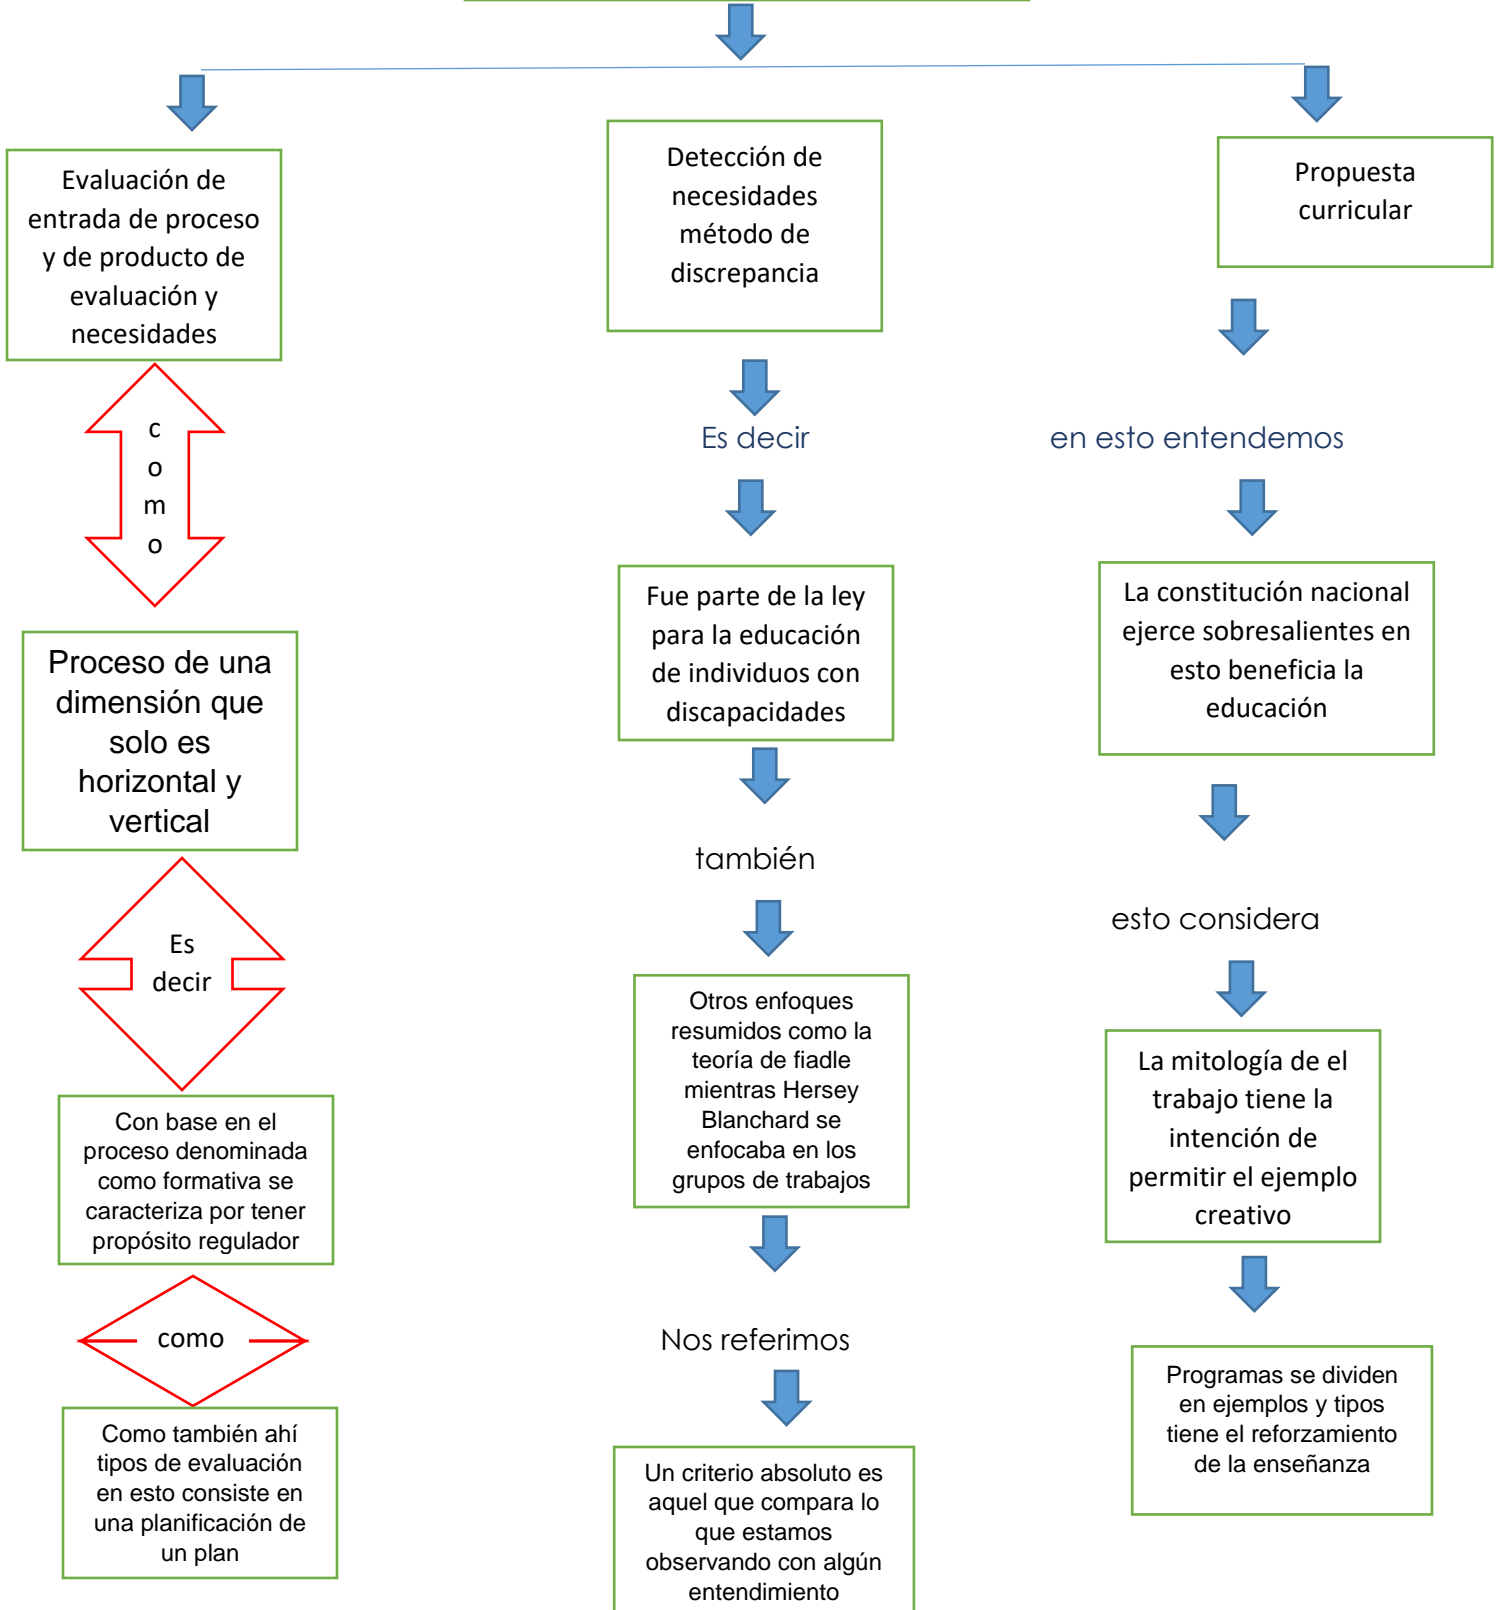 Evaluación de
entrada de proceso
y de producto de
evaluación y
necesidades
c
o
m
o
Proceso de una
dimensión que
solo es
horizontal y
vertical
Es
decir
Con base en el
proceso denominada
como formativa se
caracteriza por tener
propósito regulador
como
Como también ahí
tipos de evaluación
en esto consiste en
una planificación de
un plan
Detección de
necesidades
método de
discrepancia
Es decir
Fue parte de la ley
para la educación
de individuos con
discapacidades
también
Otros enfoques
resumidos como la
teoría de fiadle
mientras Hersey
Blanchard se
enfocaba en los
grupos de trabajos
Nos referimos
Un criterio absoluto es
aquel que compara lo
que estamos
observando con algún
entendimiento
Propuesta
curricular
en esto entendemos
La constitución nacional
ejerce sobresalientes en
esto beneficia la
educación
esto considera
La mitología de el
trabajo tiene la
intención de
permitir el ejemplo
creativo
Programas se dividen
en ejemplos y tipos
tiene el reforzamiento
de la enseñanza